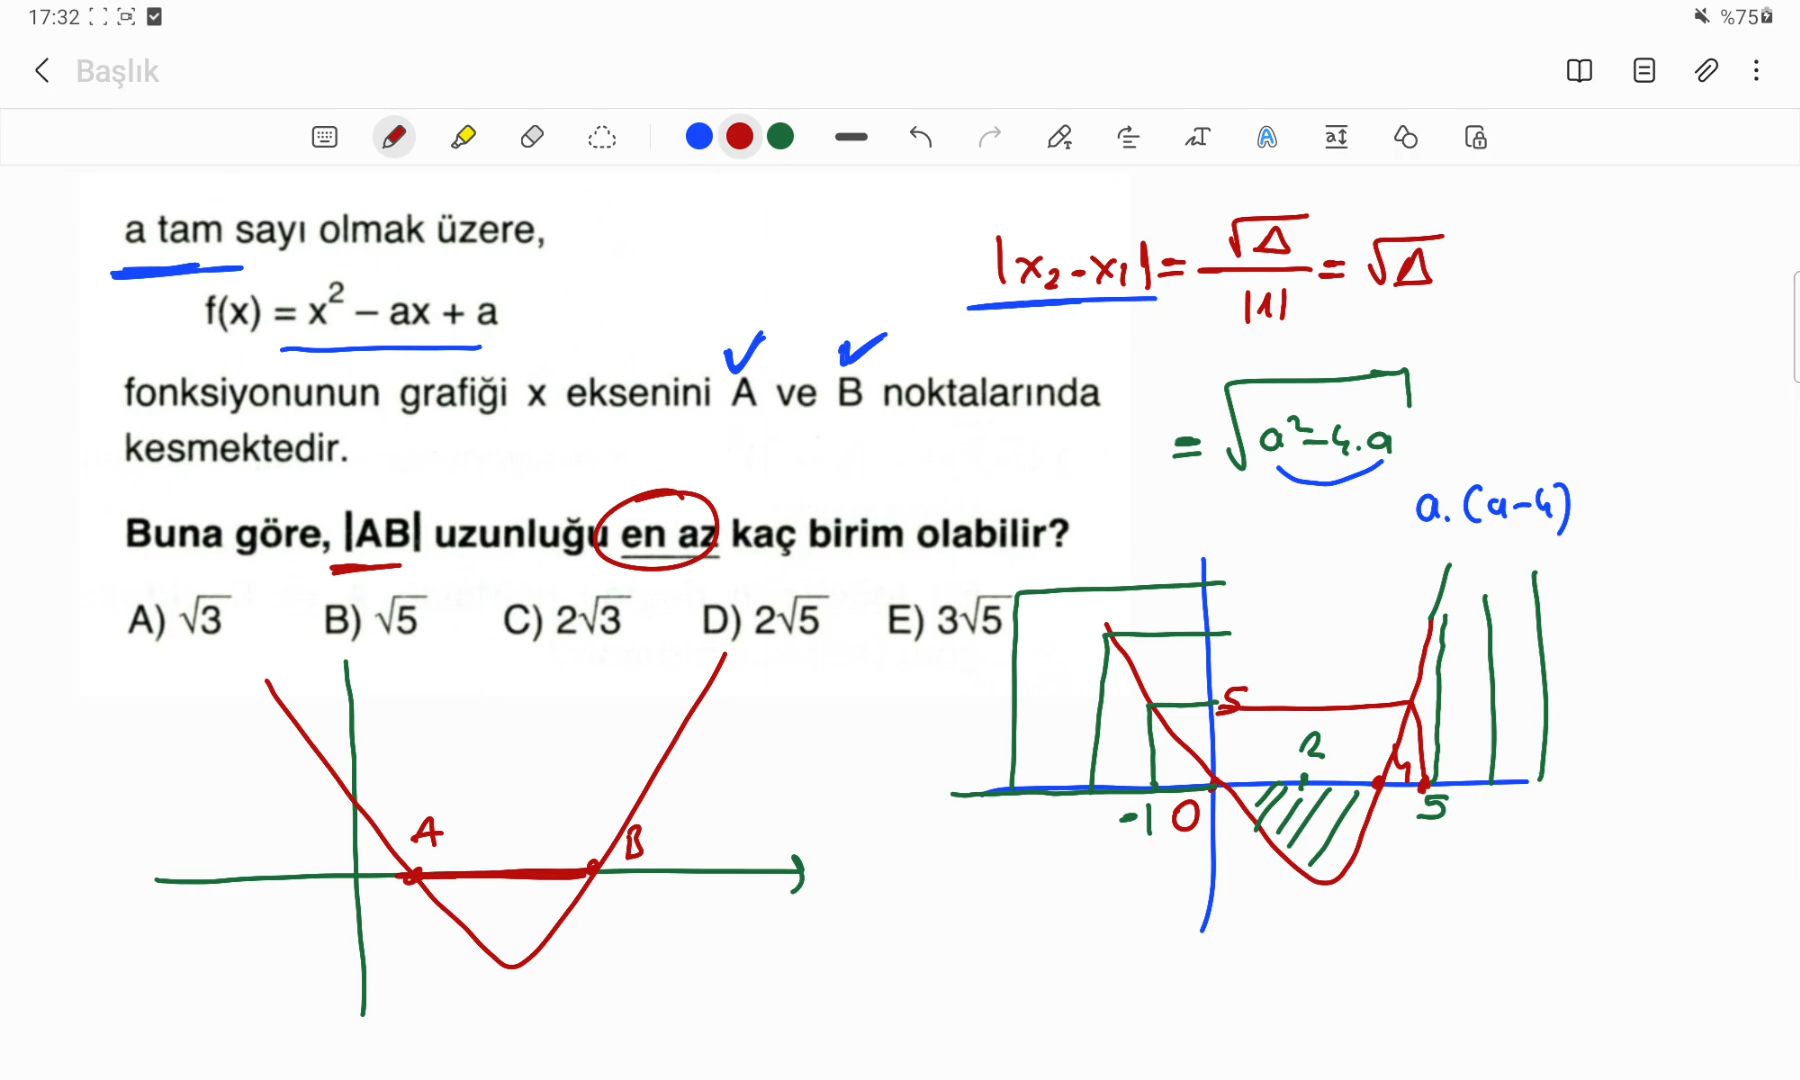 17:32
%75
Başlık
a tam sayı olmak üzere,
f(x) = x² – ax + a
fonksiyonunun grafiği x eksenini A ve B noktalarında
kesmektedir.
Buna göre, |AB| uzunluğu en az kaç birim olabilir?
A) √3 B) √5 C) 2√3 D) 2√5 E) 3√5
|x₂-x₁| = √Δ / |1| = √Δ
= √(a²-4.a)
a.(a-4)
A
B
5
2
4
-1
0
5